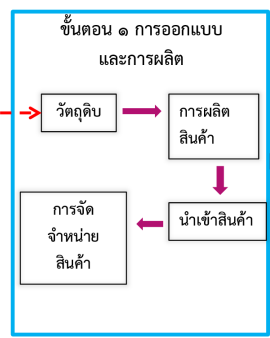 ขั้นตอน ๑ การออกแบบ
และการผลิต
วัตถุดิบ
การผลิต
สินค้า
นำเข้าสินค้า
การจัด
จำหน่าย
สินค้า